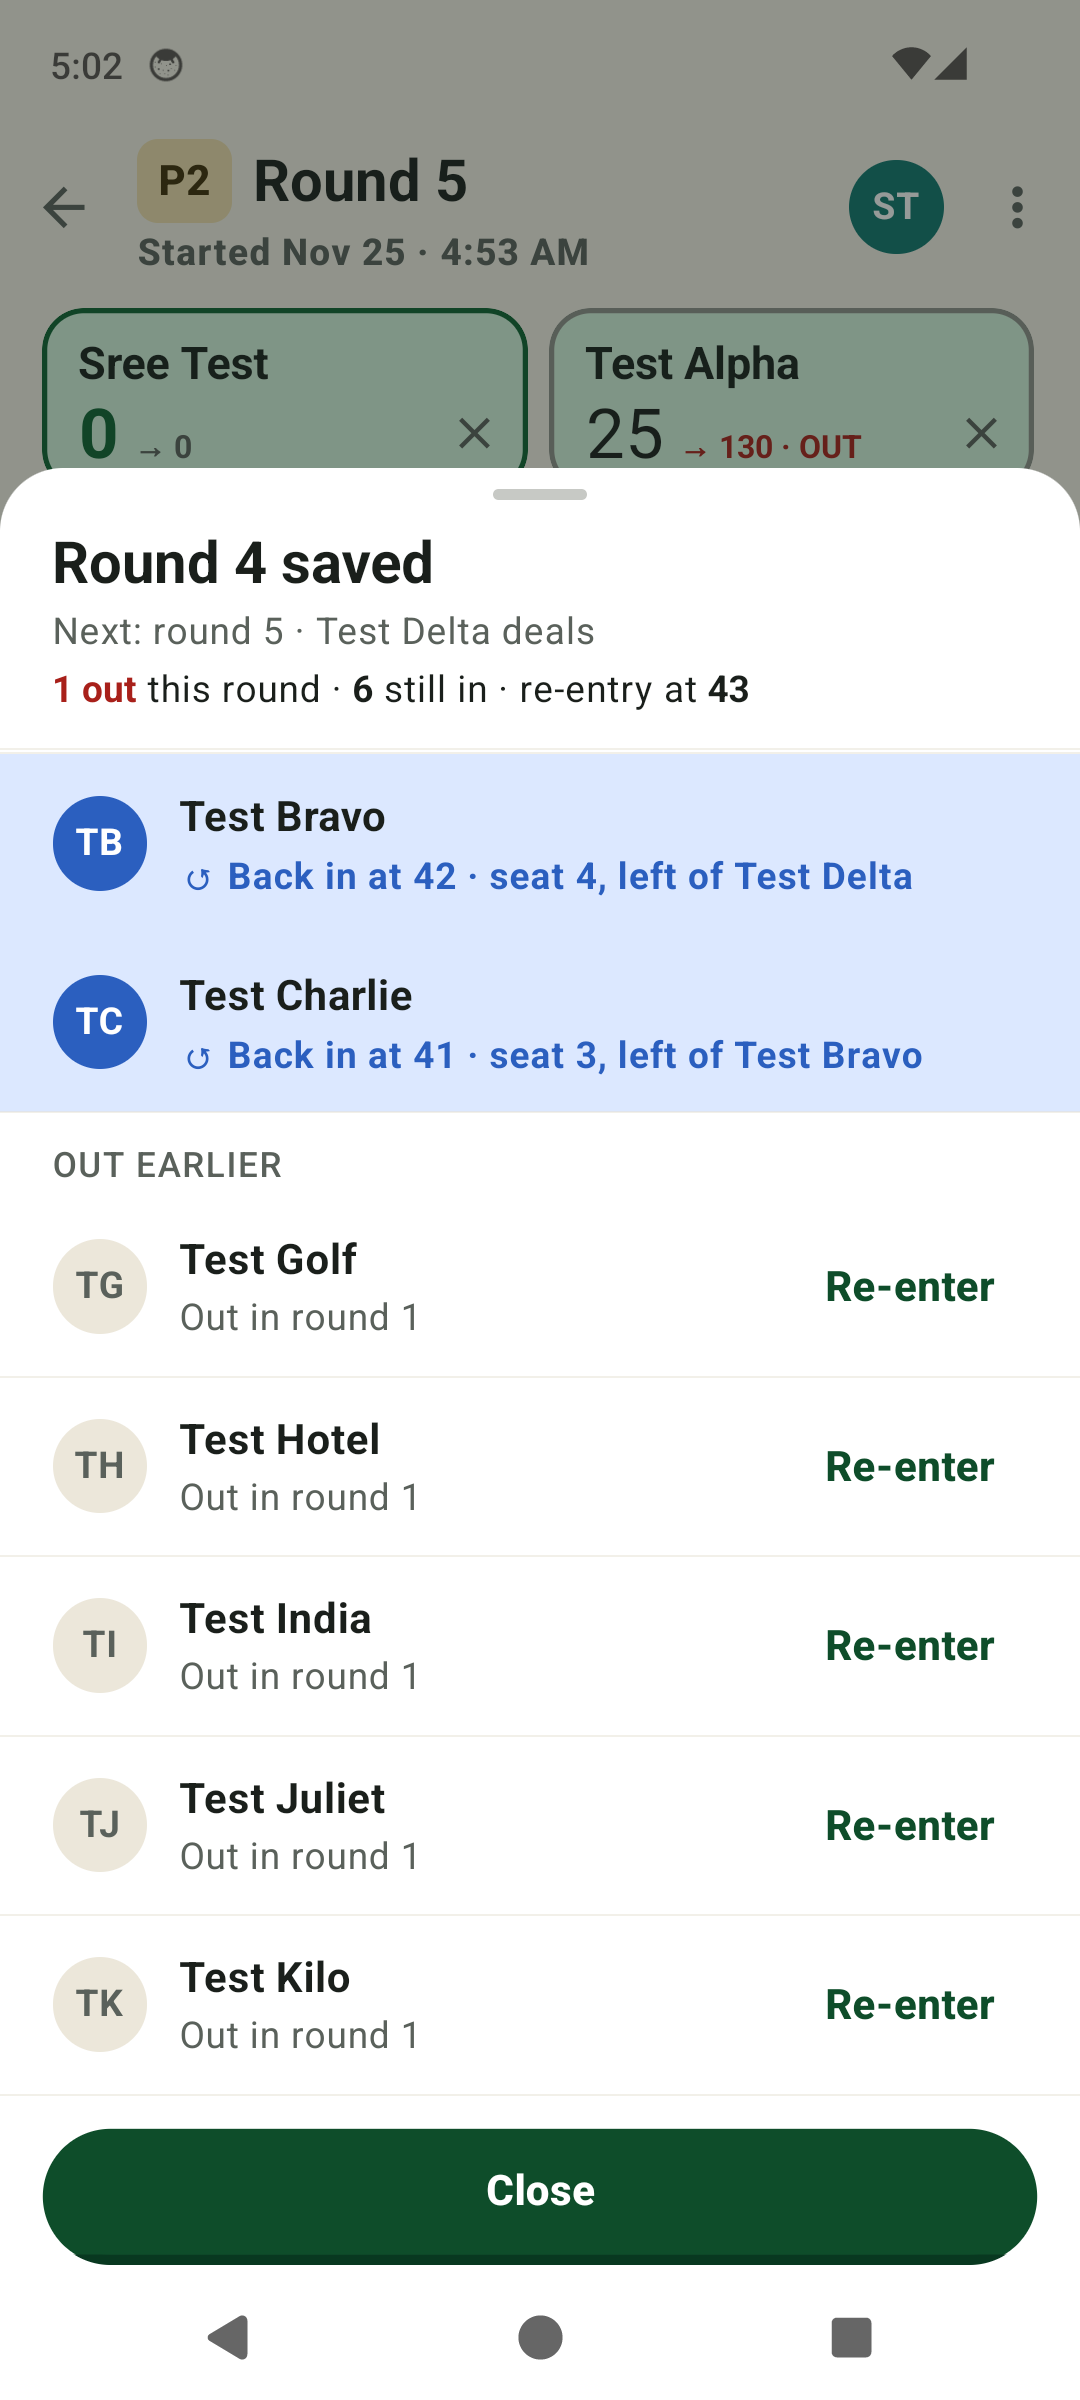 5:02
P2 Round 5
Started Nov 25 · 4:53 AM
ST
Sree Test
0 → 0
Test Alpha
25 → 130 · OUT
Round 4 saved
Next: round 5 · Test Delta deals
1 out this round · 6 still in · re-entry at 43
TB
Test Bravo
↺ Back in at 42 · seat 4, left of Test Delta
TC
Test Charlie
↺ Back in at 41 · seat 3, left of Test Bravo
OUT EARLIER
TG
Test Golf
Out in round 1
Re-enter
TH
Test Hotel
Out in round 1
Re-enter
TI
Test India
Out in round 1
Re-enter
TJ
Test Juliet
Out in round 1
Re-enter
TK
Test Kilo
Out in round 1
Re-enter
Close